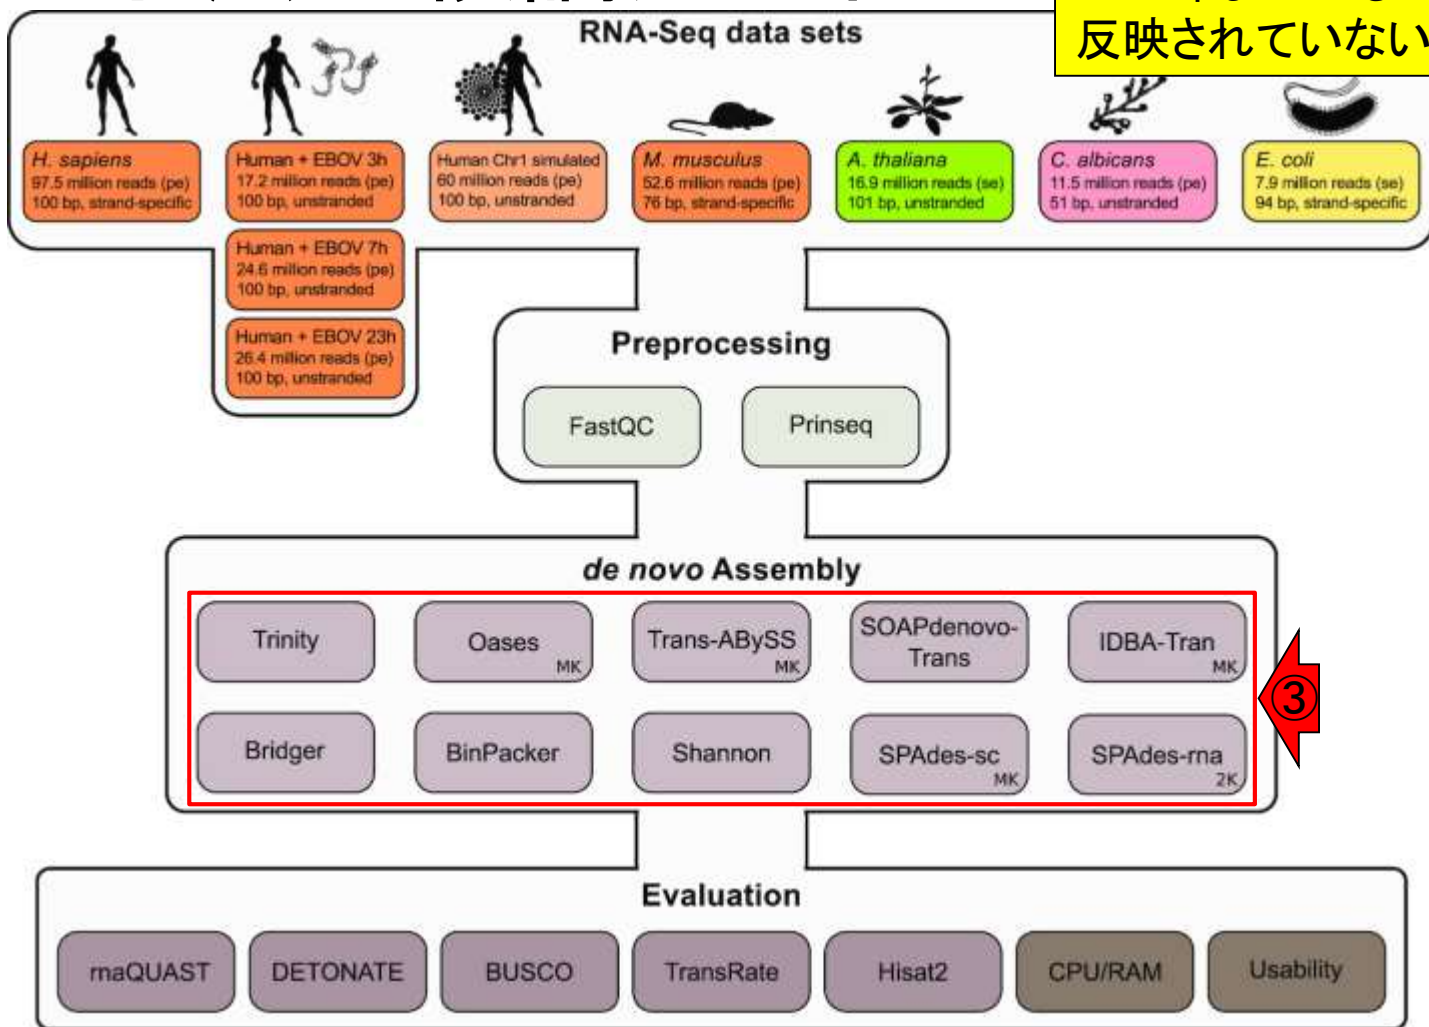 反映されていない
RNA-Seq data sets
H. sapiens
97.5 million reads (pe)
100 bp, strand-specific
Human + EBOV 3h
17.2 million reads (pe)
100 bp, unstranded
Human + EBOV 7h
24.6 million reads (pe)
100 bp, unstranded
Human + EBOV 23h
26.4 million reads (pe)
100 bp, unstranded
Human Chr1 simulated
60 million reads (pe)
100 bp, unstranded
M. musculus
52.6 million reads (pe)
76 bp, strand-specific
A. thaliana
16.9 million reads (se)
101 bp, unstranded
C. albicans
11.5 million reads (pe)
51 bp, unstranded
E. coli
7.9 million reads (se)
94 bp, strand-specific
Preprocessing
FastQC
Prinseq
de novo Assembly
Trinity
Oases
MK
Trans-ABySS
MK
SOAPdenovo-
Trans
IDBA-Tran
MK
③
Bridger
BinPacker
Shannon
SPAdes-sc
MK
SPAdes-rna
2K
Evaluation
rnaQUAST
DETONATE
BUSCO
TransRate
Hisat2
CPU/RAM
Usability